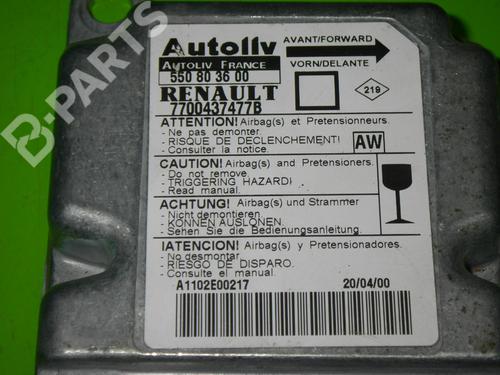 B-PARTS
Autoliv
AVANT/FORWARD
AUTOLIV FRANCE
550 80 36 00
VORN/DELANTE
RENAULT
7700437477B
219
ATTENTION! Airbag(s) et Pretensionneurs.
- Ne pas demonter.
- RISQUE DE DECLENCHEMENT!
- Consulter la notice.
AW
CAUTION! Airbag(s) and Pretensioners.
- Do not remove.
- TRIGGERING HAZARD!
- Read manual.
ACHTUNG! Airbag(s) und Strammer
- Nicht demontieren.
- KONNEN AUSLONEN.
- Sehen Sie die Bedienungsanleitung.
IATENCION! Airbag(s) y Pretensionadores.
- No desmontar
- RIESGO DE DISPARO.
- Consulte el manual.
A1102E00217
20/04/00